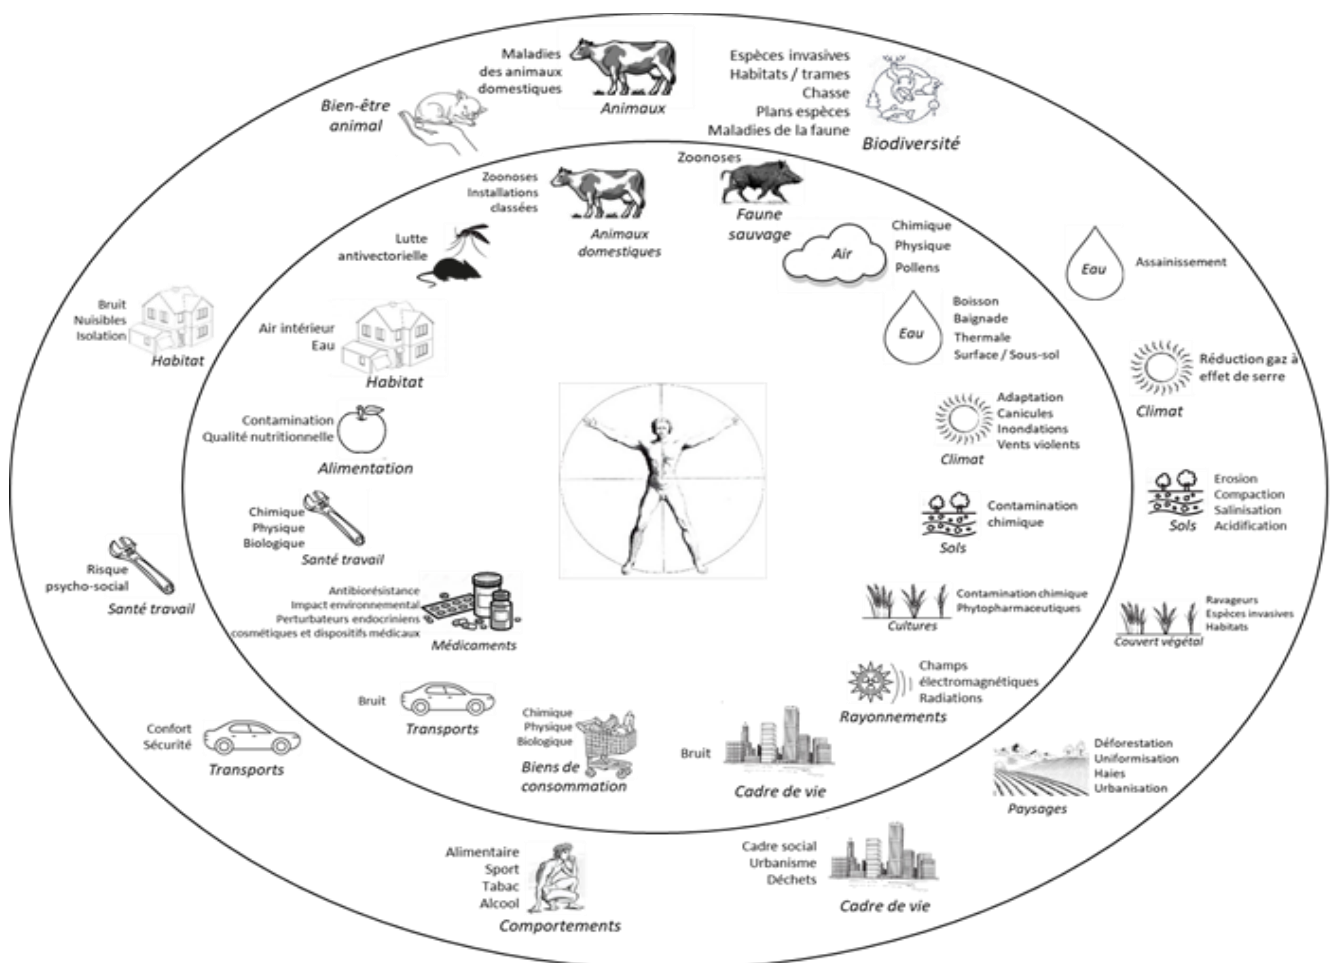 Maladies
des animaux
domestiques
Animaux
Bien-être
animal
Espèces invasives
Habitats / trames
Chasse
Plans espèces
Maladies de la faune
Biodiversité
Zoonoses
Installations
classées
Animaux
domestiques
Zoonoses
Faune
sauvage
Lutte
antivectorielle
Air
Chimique
Physique
Pollens
Eau
Assainissement
Bruit
Nuisibles
Isolation
Habitat
Air intérieur
Eau
Habitat
Eau
Boisson
Baignade
Thermale
Surface / Sous-sol
Réduction gaz à
effet de serre
Climat
Contamination
Qualité nutritionnelle
Alimentation
Adaptation
Canicules
Inondations
Vents violents
Climat
Erosion
Compaction
Salinisation
Acidification
Sols
Chimique
Physique
Biologique
Santé travail
Contamination
chimique
Sols
Risque
psycho-social
Santé travail
Antibiorésistance
Impact environnemental
Perturbateurs endocriniens
cosmétiques et dispositifs médicaux
Médicaments
Contamination chimique
Phytopharmaceutiques
Cultures
Ravageurs
Espèces invasives
Habitats
Couvert végétal
Champs
électromagnétiques
Radiations
Rayonnements
Bruit
Transports
Confort
Sécurité
Transports
Chimique
Physique
Biologique
Biens de
consommation
Bruit
Cadre de vie
Déforestation
Uniformisation
Haies
Urbanisation
Paysages
Alimentaire
Sport
Tabac
Alcool
Comportements
Cadre social
Urbanisme
Déchets
Cadre de vie